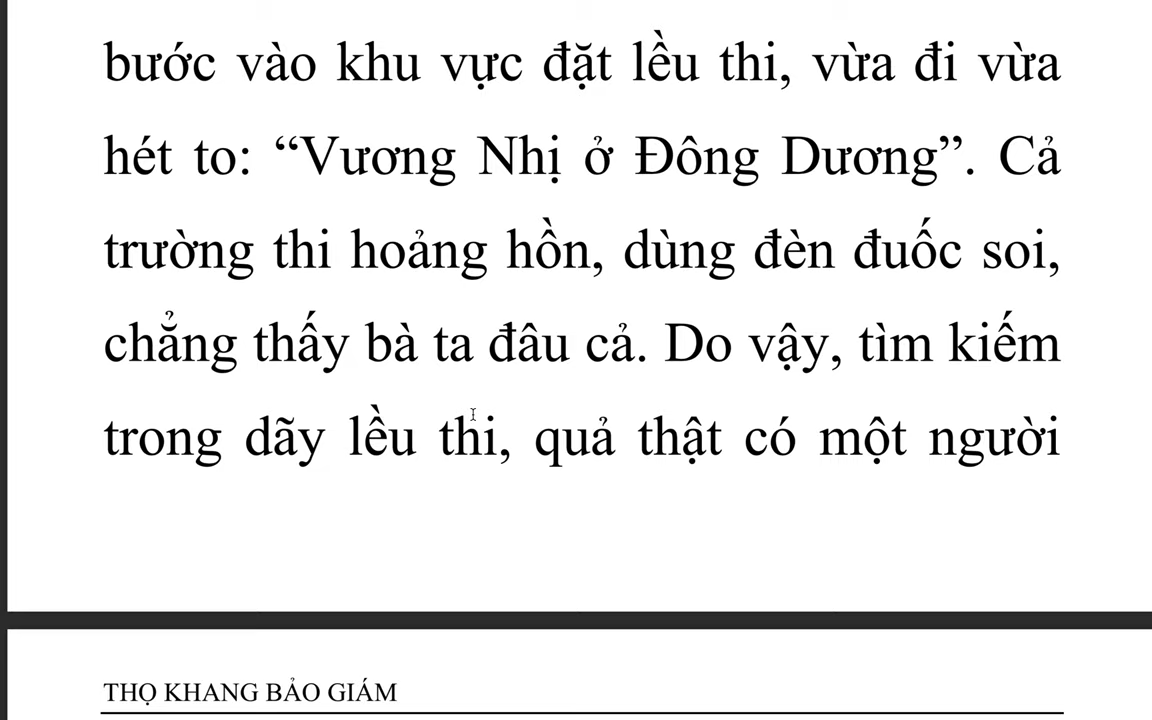 bước vào khu vực đặt lều thi, vừa đi vừa
hét to: “Vương Nhị ở Đông Dương”. Cả
trường thi hoảng hồn, dùng đèn đuốc soi,
chẳng thấy bà ta đâu cả. Do vậy, tìm kiếm
trong dãy lều thi, quả thật có một người
THỌ KHANG BẢO GIÁM